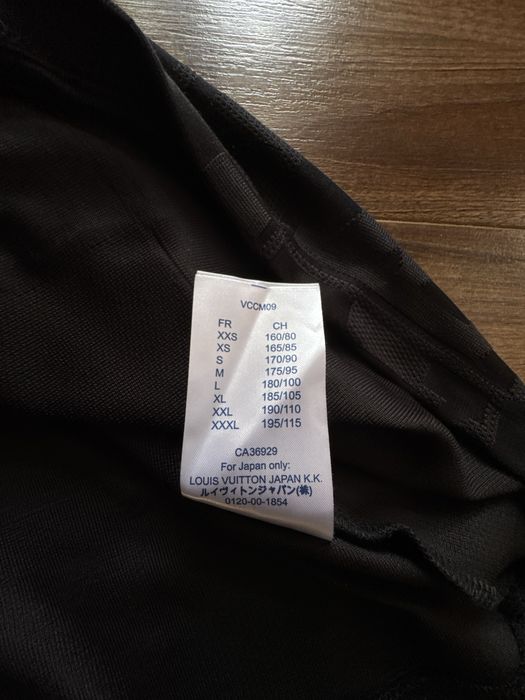 VCCM09
FR CH
XXS 160/80
XS 165/85
S 170/90
M 175/95
L 180/100
XL 185/105
XXL 190/110
XXXL 195/115
CA36929
For Japan only:
LOUIS VUITTON JAPAN K.K.
ルイヴィトンジャパン(株)
0120-00-1854